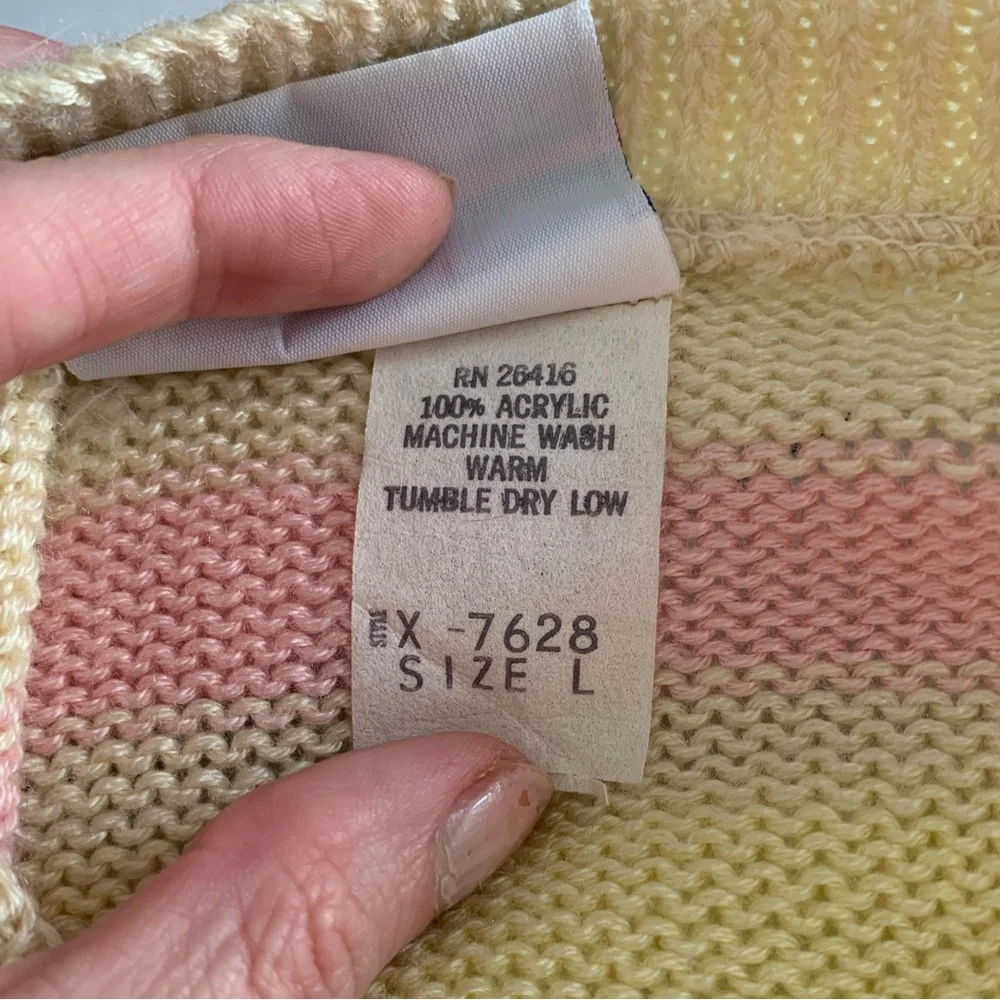 RN 26416
100% ACRYLIC
MACHINE WASH
WARM
TUMBLE DRY LOW
STYLE X -7628
SIZE L